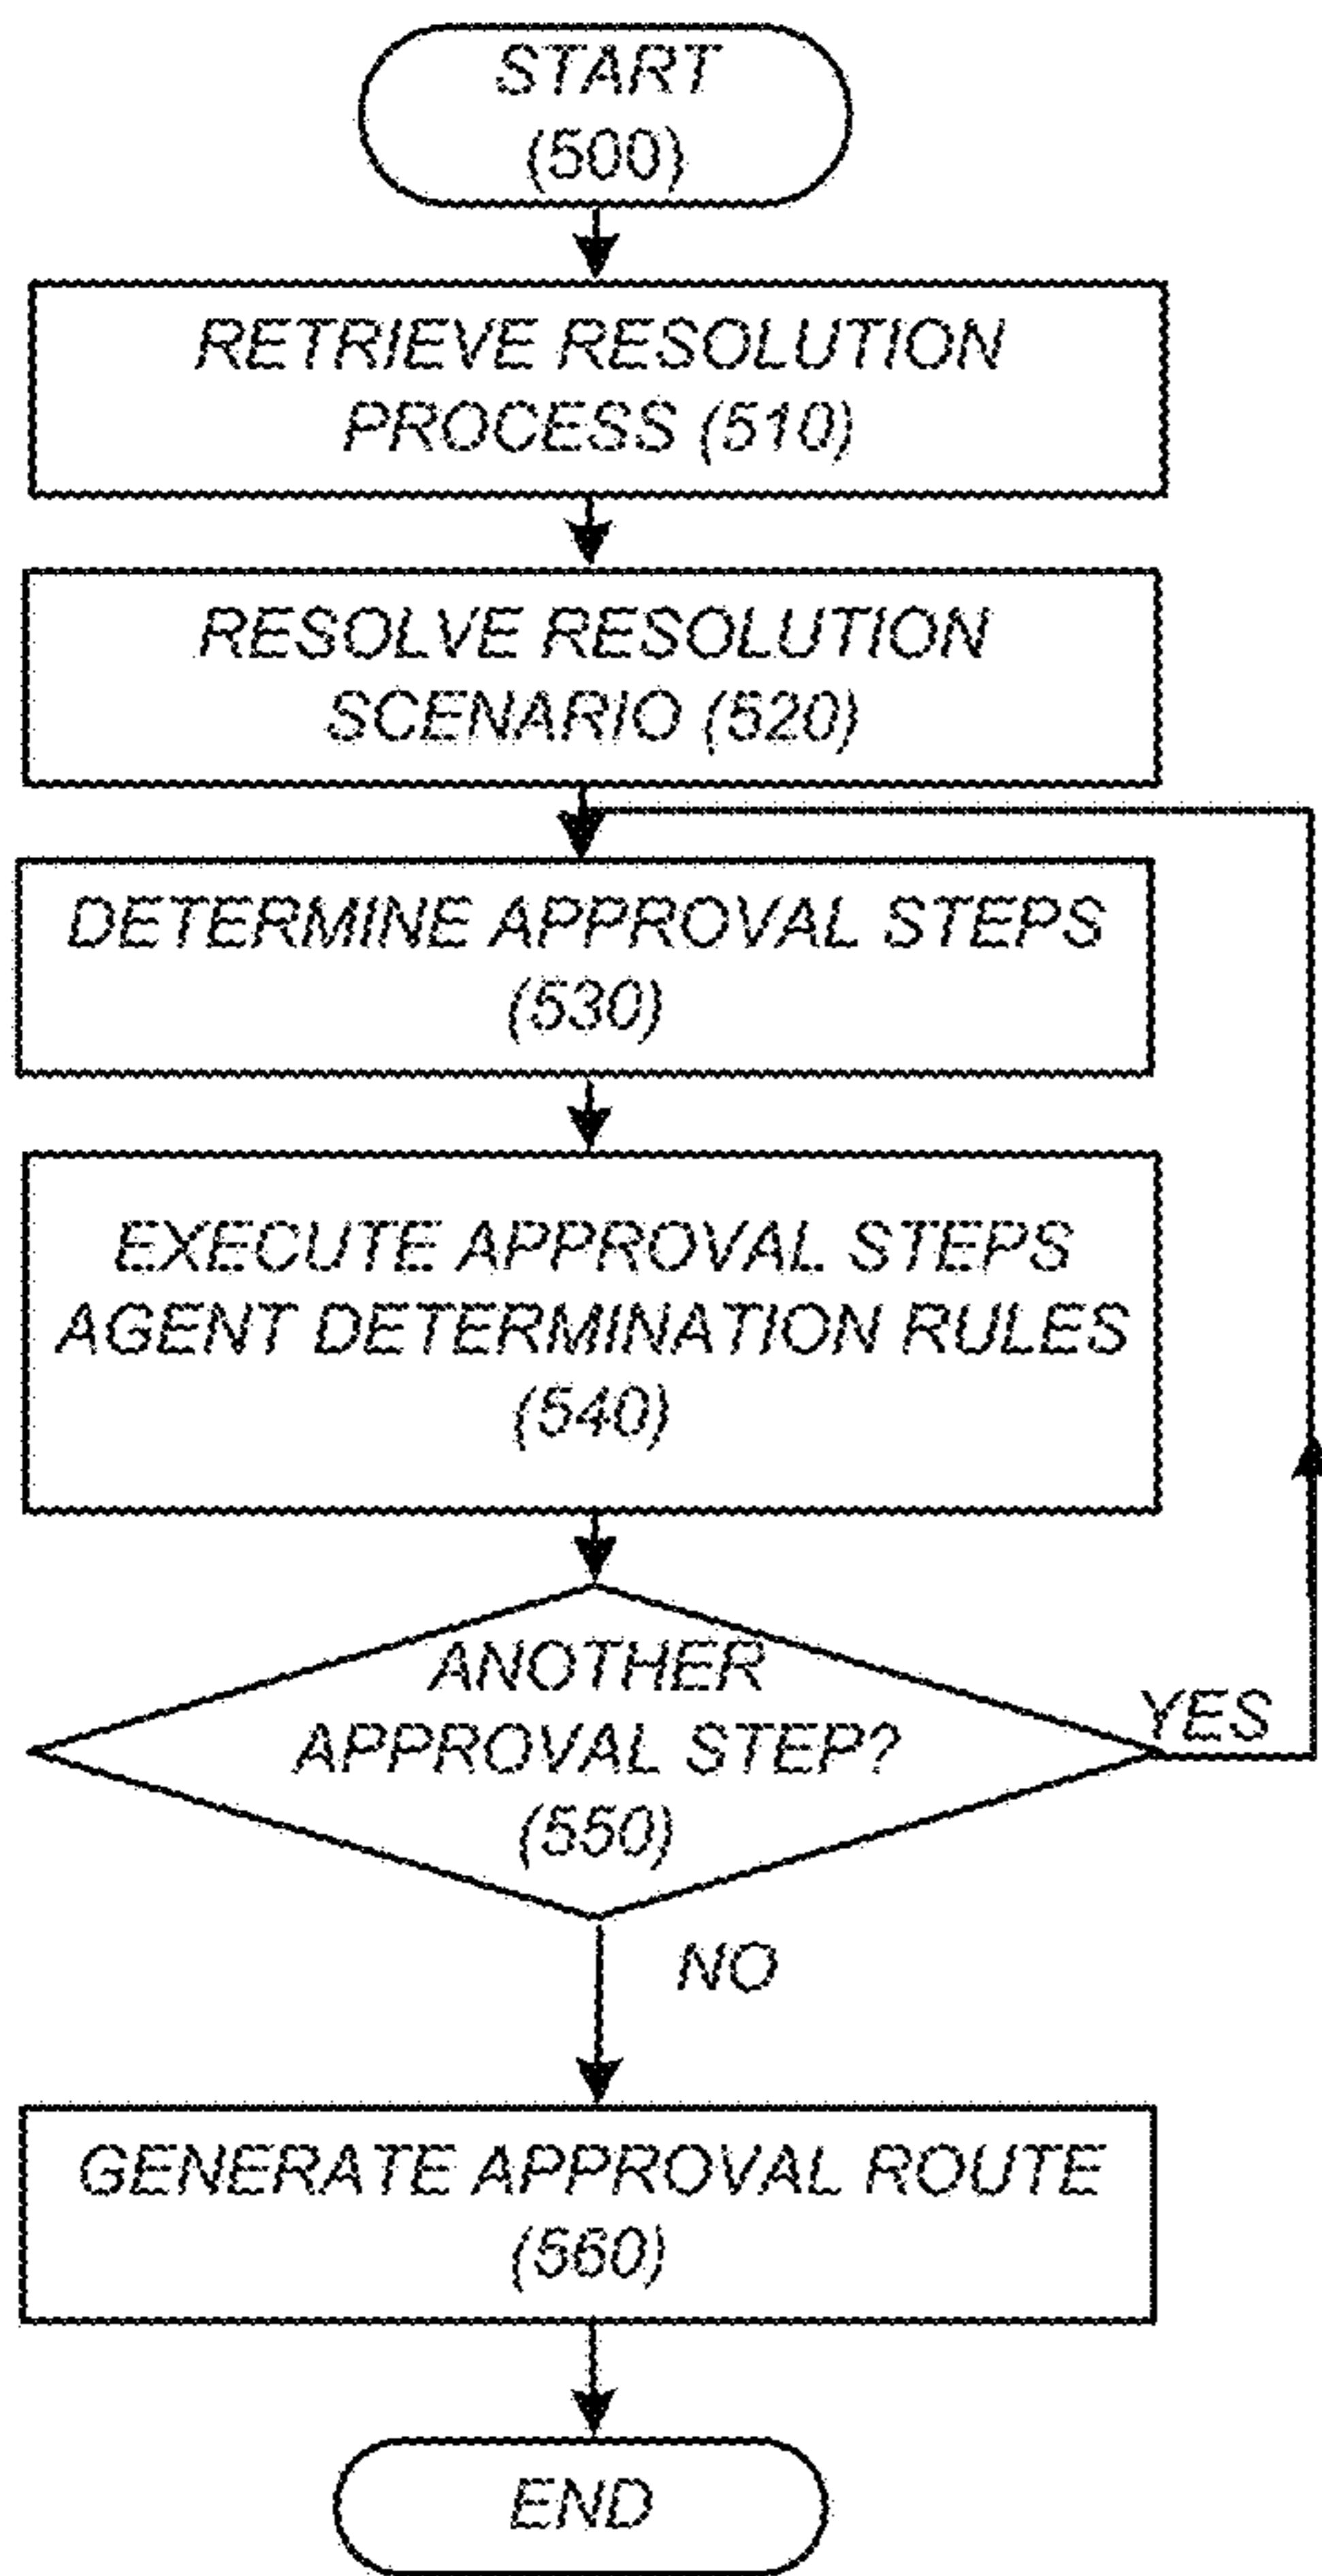 START
(500)
RETRIEVE RESOLUTION
PROCESS (510)
RESOLVE RESOLUTION
SCENARIO (520)
DETERMINE APPROVAL STEPS
(530)
EXECUTE APPROVAL STEPS
AGENT DETERMINATION RULES
(540)
ANOTHER
APPROVAL STEP?
(550)
YES
NO
GENERATE APPROVAL ROUTE
(560)
END